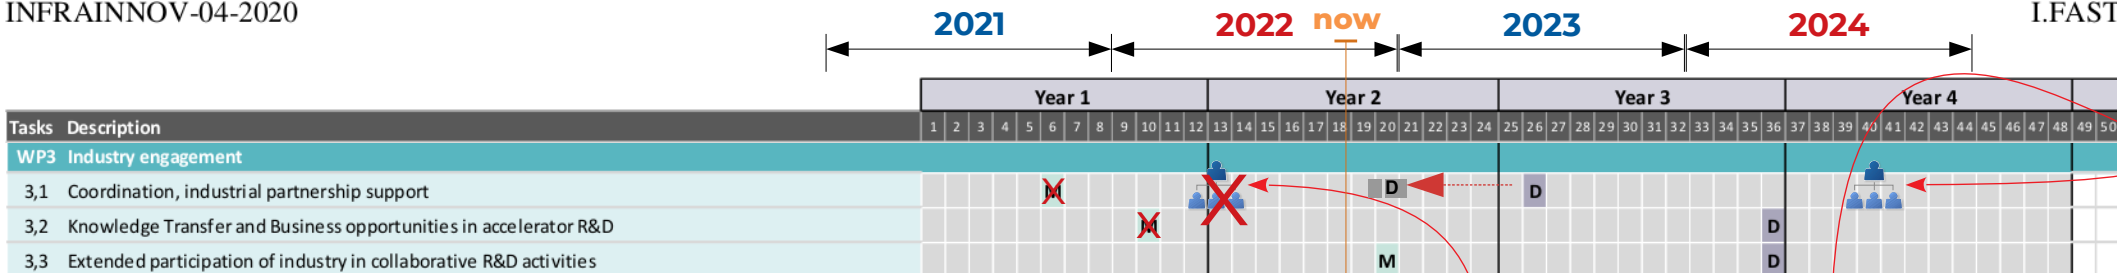 INFRAINNOV-04-2020 2021 2022 now 2023 2024 I.FAST
Year 1 Year 2 Year 3 Year 4
Tasks Description 1 2 3 4 5 6 7 8 9 10 11 12 13 14 15 16 17 18 19 20 21 22 23 24 25 26 27 28 29 30 31 32 33 34 35 36 37 38 39 40 41 42 43 44 45 46 47 48 49 50
WP3 Industry engagement
3,1 Coordination, industrial partnership support M D D
3,2 Knowledge Transfer and Business opportunities in accelerator R&D M D
3,3 Extended participation of industry in collaborative R&D activities M D